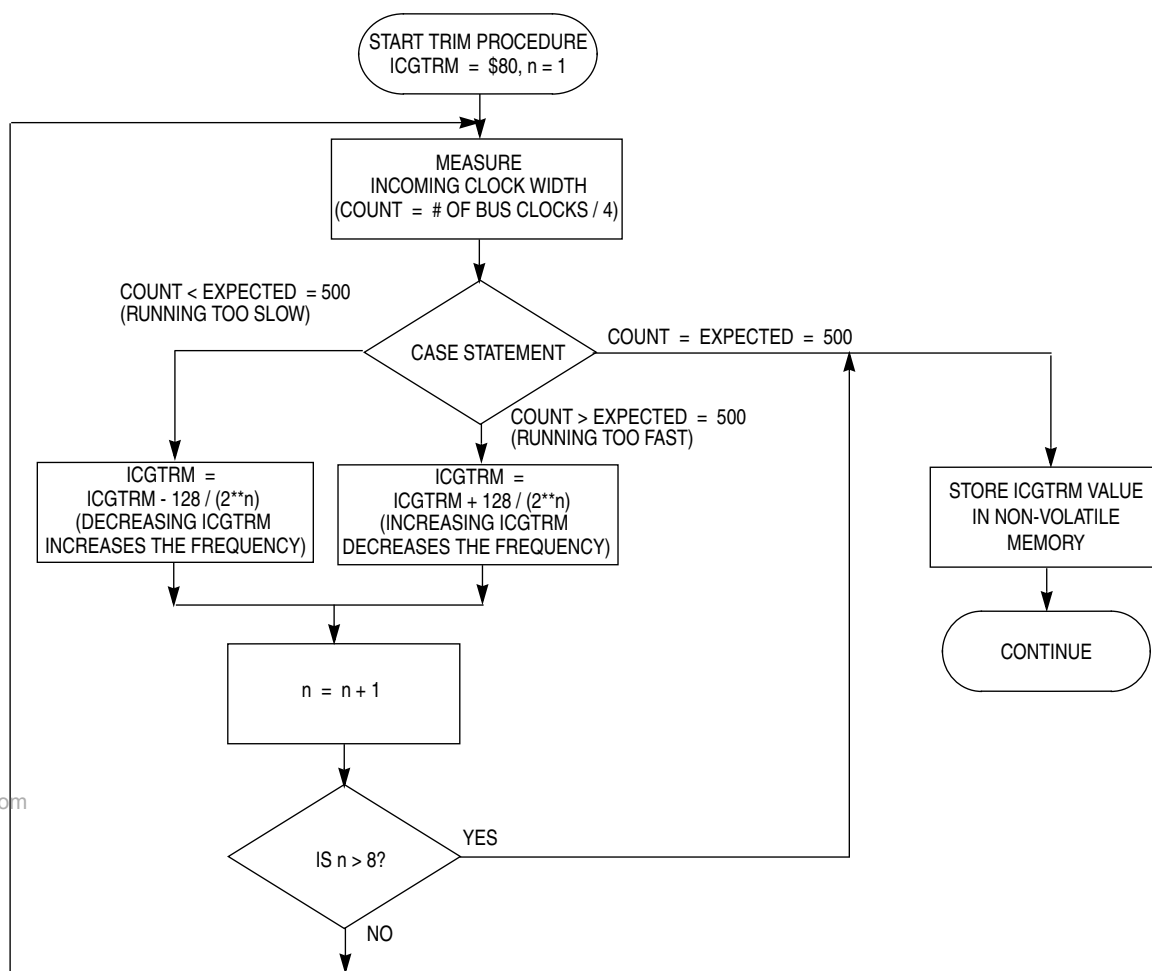 START TRIM PROCEDURE
ICGTRM = $80, n = 1
MEASURE
INCOMING CLOCK WIDTH
(COUNT = # OF BUS CLOCKS / 4)
COUNT < EXPECTED = 500
(RUNNING TOO SLOW)
CASE STATEMENT
COUNT = EXPECTED = 500
COUNT > EXPECTED = 500
(RUNNING TOO FAST)
ICGTRM =
ICGTRM - 128 / (2**n)
(DECREASING ICGTRM
INCREASES THE FREQUENCY)
ICGTRM =
ICGTRM + 128 / (2**n)
(INCREASING ICGTRM
DECREASES THE FREQUENCY)
STORE ICGTRM VALUE
IN NON-VOLATILE
MEMORY
CONTINUE
n = n + 1
om
IS n > 8?
YES
NO